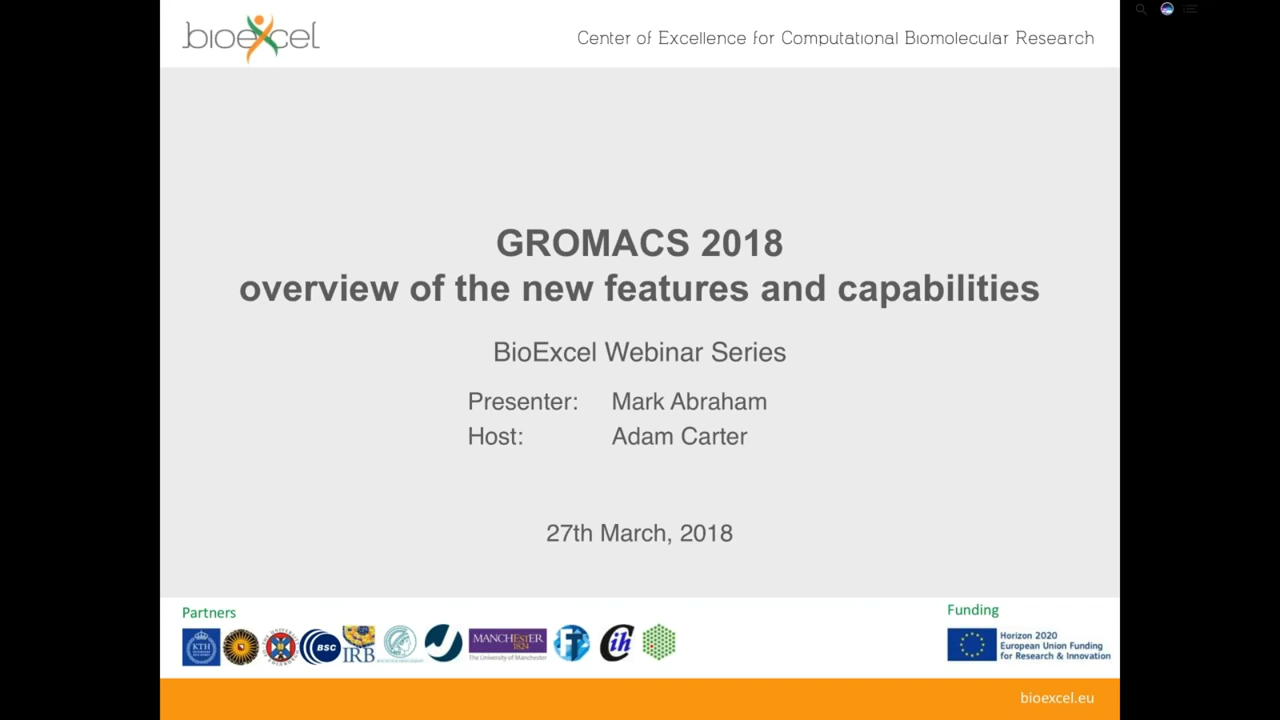 bioexcel
Center of Excellence for Computational Biomolecular Research
GROMACS 2018
overview of the new features and capabilities
BioExcel Webinar Series
Presenter: Mark Abraham
Host: Adam Carter
27th March, 2018
Partners
Funding
KTH
BSC
IRB
MANCHESTER
1824
The University of Manchester
ih
Horizon 2020
European Union Funding
for Research & Innovation
bioexcel.eu